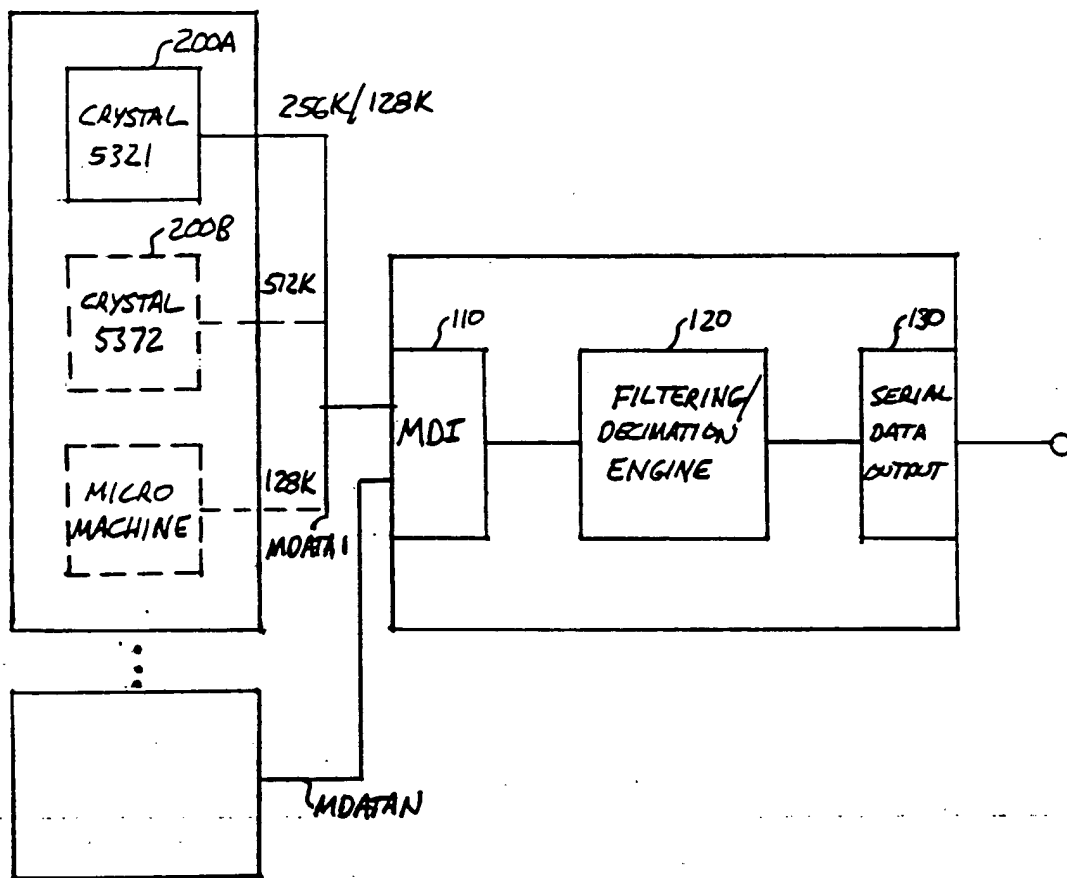 200A
CRYSTAL
5321
256K/128K
200B
CRYSTAL
5372
512K
MICRO
MACHINE
128K
MDATA1
110
MDI
120
FILTERING/
DECIMATION
ENGINE
130
SERIAL
DATA
OUTPUT
MDATAN